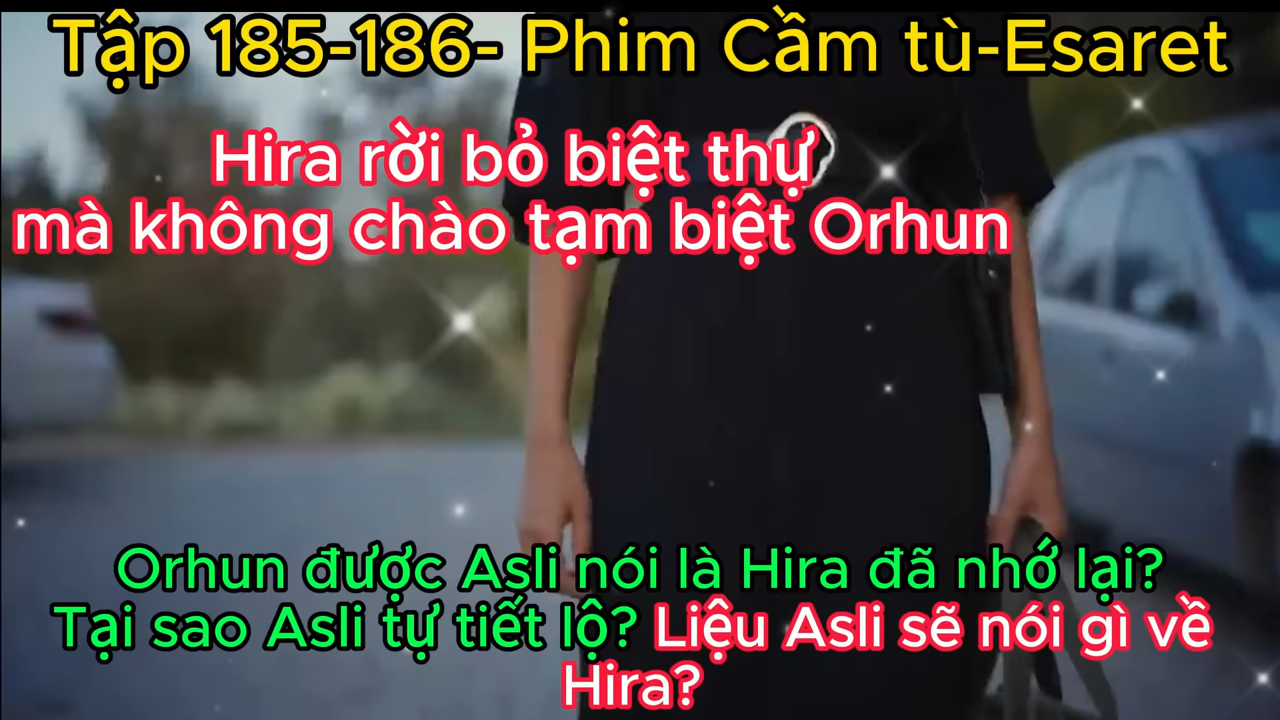 Tập 185-186- Phim Cầm tù-Esaret
Hira rời bỏ biệt thự
mà không chào tạm biệt Orhun
Orhun được Asli nói là Hira đã nhớ lại?
Tại sao Asli tự tiết lộ? Liệu Asli sẽ nói gì về
Hira?